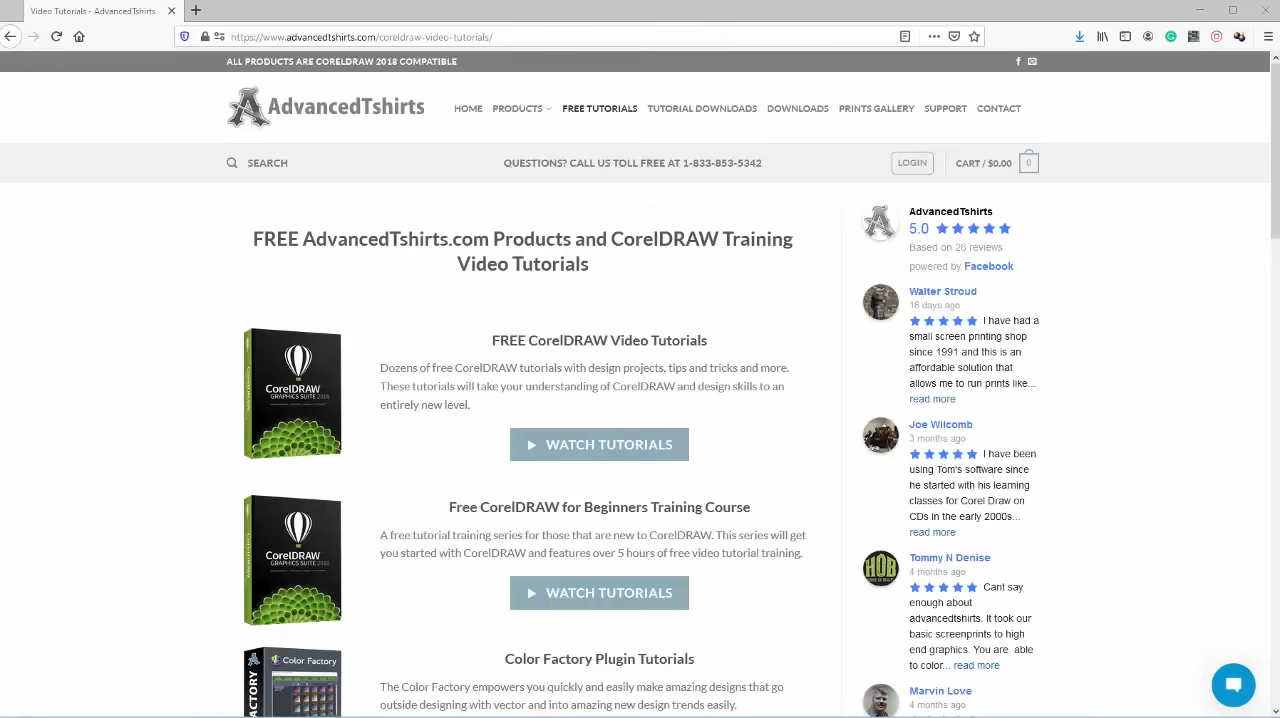 Video Tutorials - AdvancedTshirts
https://www.advancedtshirts.com/coreldraw-video-tutorials/
ALL PRODUCTS ARE CORELDRAW 2018 COMPATIBLE
AdvancedTshirts
HOME PRODUCTS FREE TUTORIALS TUTORIAL DOWNLOADS DOWNLOADS PRINTS GALLERY SUPPORT CONTACT
SEARCH
QUESTIONS? CALL US TOLL FREE AT 1-833-853-5342
LOGIN
CART / $0.00
0
FREE AdvancedTshirts.com Products and CorelDRAW Training
Video Tutorials
CorelDRAW
GRAPHICS SUITE 2018
FREE CorelDRAW Video Tutorials
Dozens of free CorelDRAW tutorials with design projects, tips and tricks and more.
These tutorials will take your understanding of CorelDRAW and design skills to an
entirely new level.
WATCH TUTORIALS
CorelDRAW
GRAPHICS SUITE 2018
Free CorelDRAW for Beginners Training Course
A free tutorial training series for those that are new to CorelDRAW. This series will get
you started with CorelDRAW and features over 5 hours of free video tutorial training.
WATCH TUTORIALS
Color Factory
FACTORY
Color Factory Plugin Tutorials
The Color Factory empowers you quickly and easily make amazing designs that go
outside designing with vector and into amazing new design trends easily.
AdvancedTshirts
5.0
Based on 26 reviews
powered by Facebook
Walter Stroud
16 days ago
I have had a
small screen printing shop
since 1991 and this is an
affordable solution that
allows me to run prints like...
read more
Joe Wilcomb
3 months ago
I have been
using Tom's software since
he started with his learning
classes for Corel Draw on
CDs in the early 2000s...
read more
HOB
Tommy N Denise
4 months ago
Cant say
enough about
advancedtshirts. It took our
basic screenprints to high
end graphics. You are able
to color... read more
Marvin Love
4 months ago